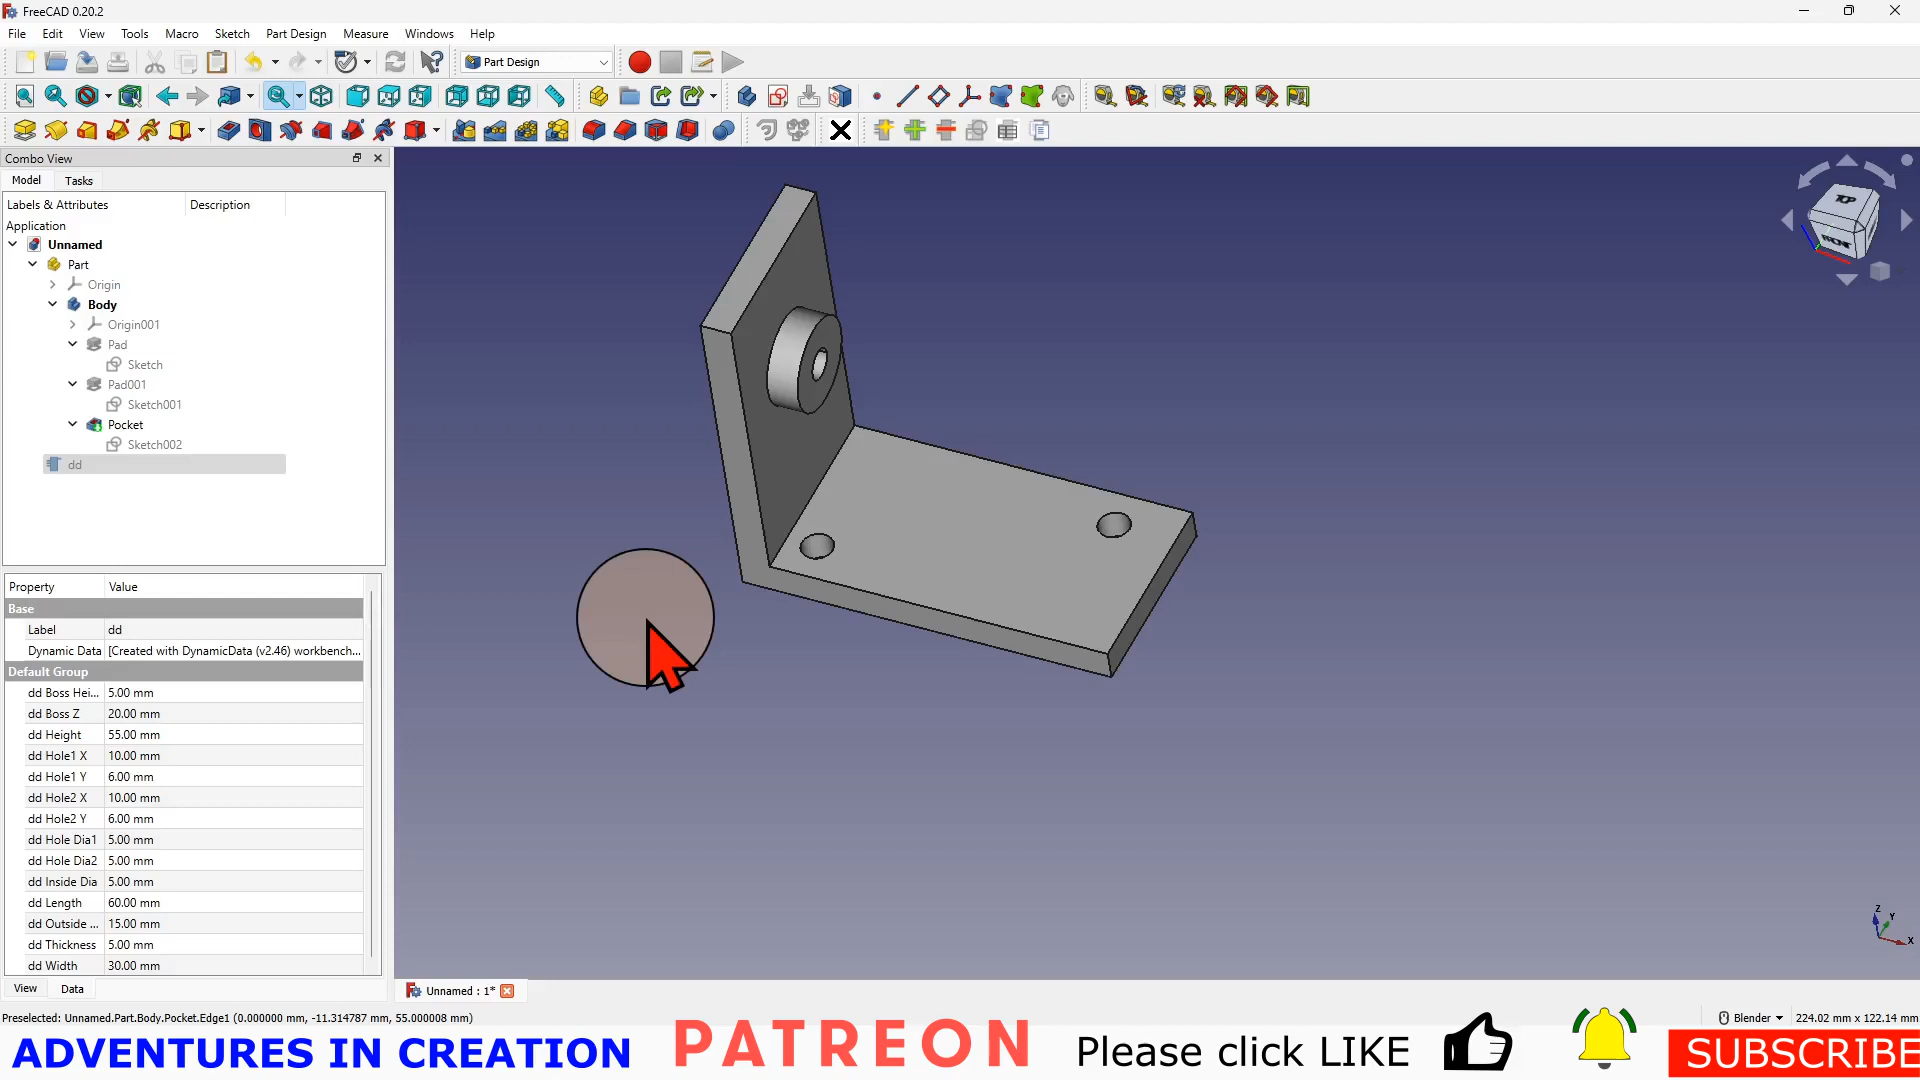 FreeCAD 0.20.2
File Edit View Tools Macro Sketch Part Design Measure Windows Help
Part Design
Combo View
Model Tasks
Labels & Attributes Description
Application
Unnamed
Part
Origin
Body
Origin001
Pad
Sketch
Pad001
Sketch001
Pocket
Sketch002
dd
Property Value
Base
Label dd
Dynamic Data [Created with DynamicData (v2.46) workbench...
Default Group
dd Boss Hei... 5.00 mm
dd Boss Z 20.00 mm
dd Height 55.00 mm
dd Hole1 X 10.00 mm
dd Hole1 Y 6.00 mm
dd Hole2 X 10.00 mm
dd Hole2 Y 6.00 mm
dd Hole Dia1 5.00 mm
dd Hole Dia2 5.00 mm
dd Inside Dia 5.00 mm
dd Length 60.00 mm
dd Outside ... 15.00 mm
dd Thickness 5.00 mm
dd Width 30.00 mm
View Data
TOP
FRONT
Z
Y
X
Unnamed : 1*
Preselected: Unnamed.Part.Body.Pocket.Edge1 (0.000000 mm, -11.314787 mm, 55.000008 mm)
Blender 224.02 mm x 122.14 mm
ADVENTURES IN CREATION PATREON Please click LIKE SUBSCRIBE